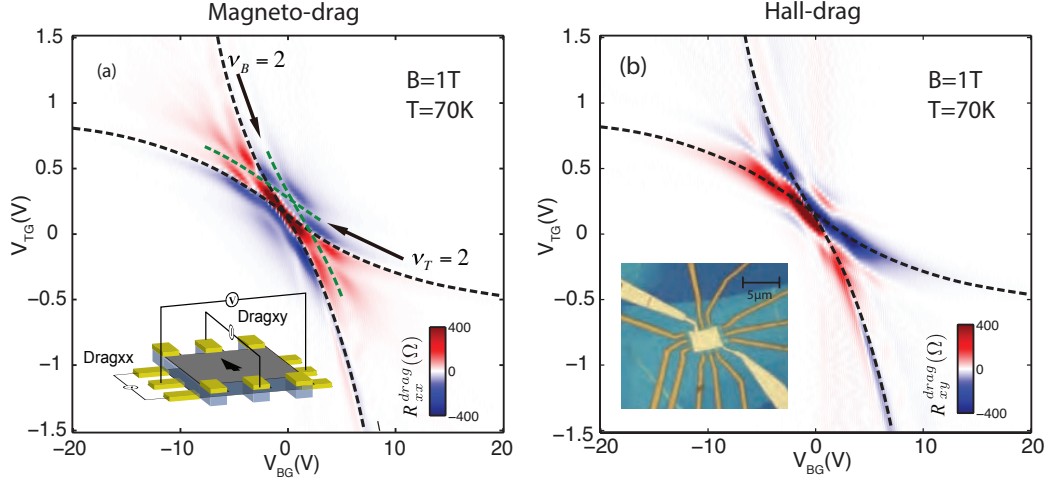 Magneto-drag
Hall-drag
(a)
ν_B = 2
B=1T
T=70K
ν_T = 2
V
Dragxy
Dragxx
400
0
−400
R_xx^drag (Ω)
1.5
1
0.5
0
−0.5
−1
−1.5
V_TG(V)
−20
−10
0
10
20
V_BG(V)
(b)
B=1T
T=70K
5μm
400
0
−400
R_xy^drag (Ω)
1.5
1
0.5
0
−0.5
−1
−1.5
V_TG(V)
−20
−10
0
10
20
V_BG(V)